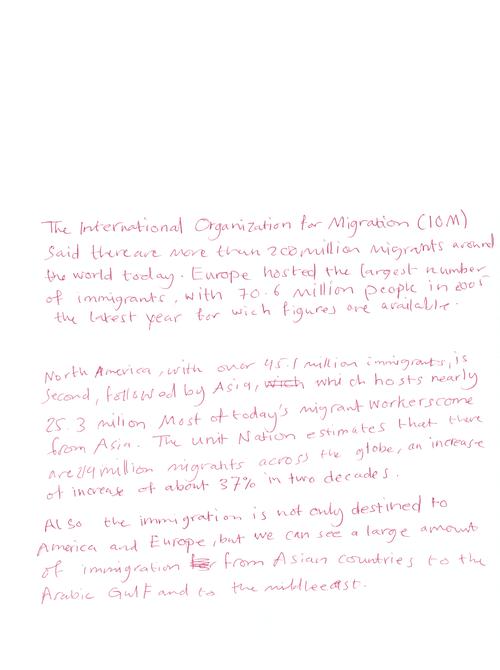 The International Organization for Migration (IOM)
Said there are more than 200 million migrants around
the world today. Europe hosted the largest number
of immigrants, with 70.6 million people in 2005
the latest year for wich figures are available.
North America, with over 45.1 million immigrants, is
Second, followed by Asia, which hosts nearly
25.3 milion Most of today's migrant workers come
from Asia. The unit Nation estimates that there
are 214 million migrants across the globe, an increase
of increase of about 37% in two decades.
Also the immigration is not only destined to
America and Europe, but we can see a large amount
of immigration from Asian countries to the
Arabic Gulf and to the middleeast.